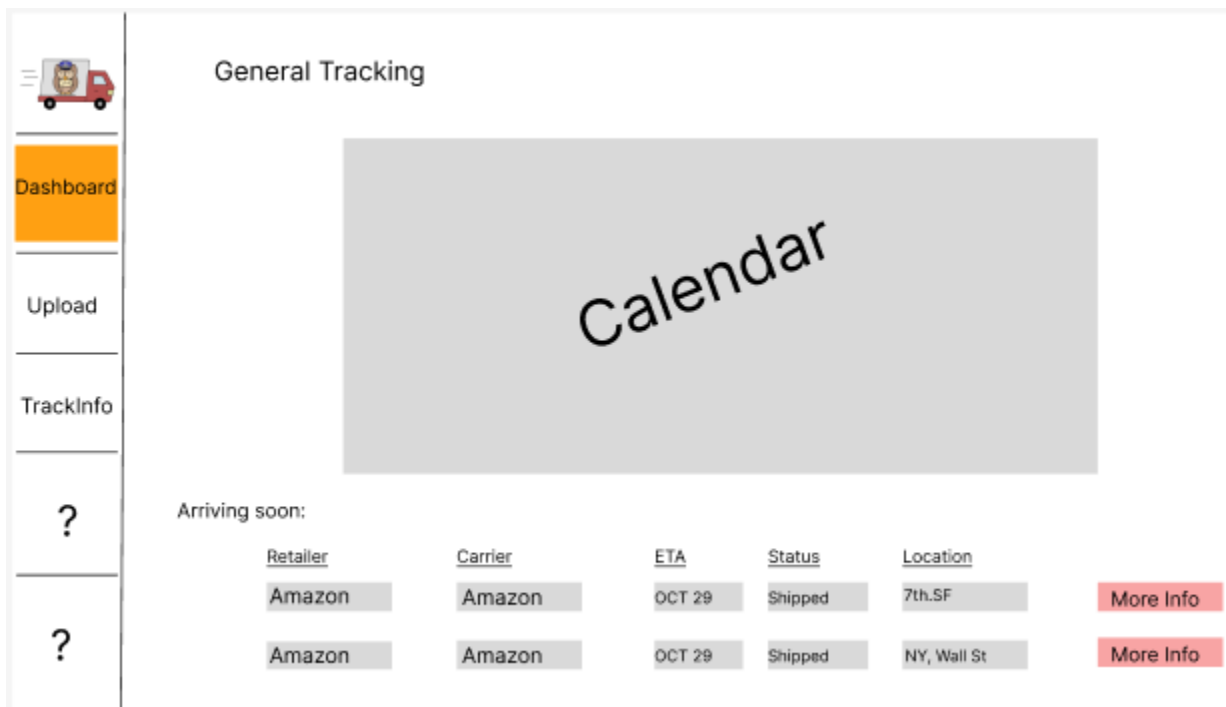 General Tracking
Dashboard
Upload
TrackInfo
?
?
Calendar
Arriving soon:
Retailer Carrier ETA Status Location
Amazon Amazon OCT 29 Shipped 7th.SF More Info
Amazon Amazon OCT 29 Shipped NY, Wall St More Info